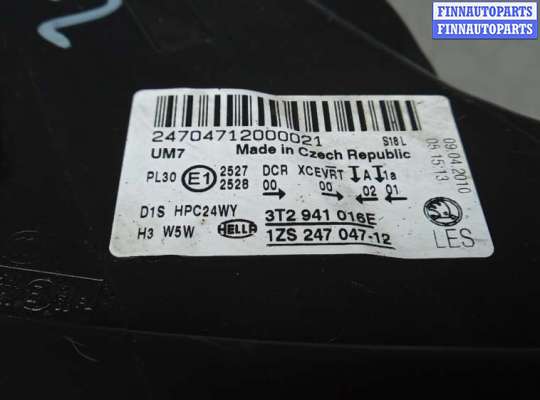 FINNAUTOPARTS
FINNAUTOPARTS
24704712000021 S18L
UM7 Made in Czech Republic
PL30 E1 2527 DCR XCEVRT A 1a
2528 00 00 02 01
D1S HPC24WY 3T2 941 016E
H3 W5W HELLA 1ZS 247 047-12
09.04.2010
05 15:13
LES